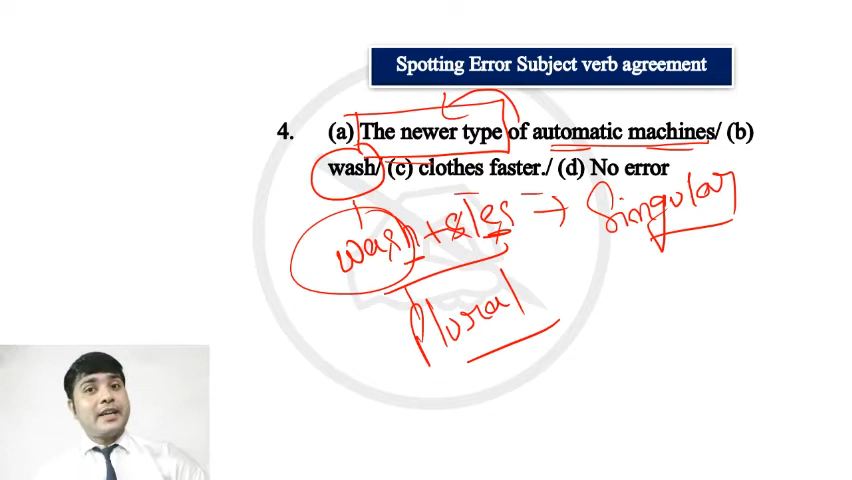 Spotting Error Subject verb agreement
4. (a) The newer type of automatic machines/ (b)
wash/ (c) clothes faster./ (d) No error
wash + s/es → Singular
Plural